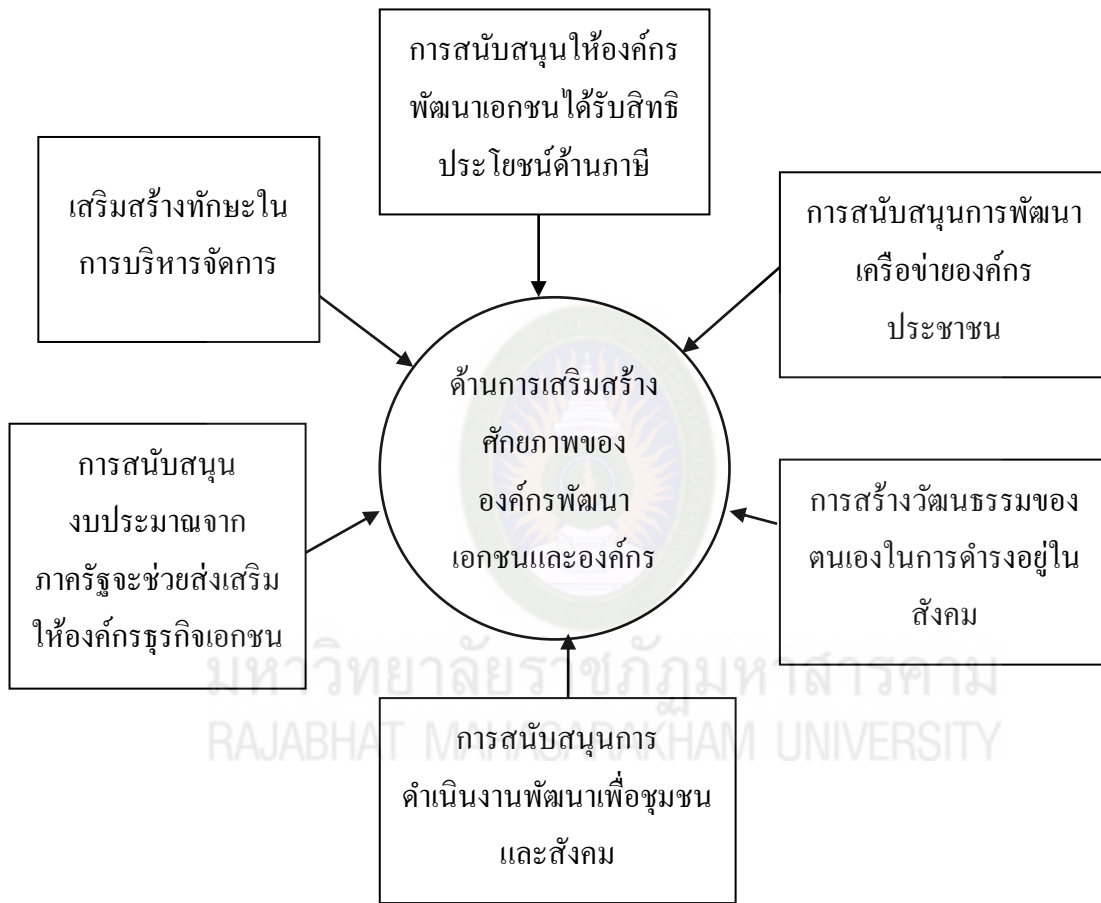 การสนับสนุนให้องค์กร
พัฒนาเอกชนได้รับสิทธิ
ประโยชน์ด้านภาษี
เสริมสร้างทักษะใน
การบริหารจัดการ
การสนับสนุนการพัฒนา
เครือข่ายองค์กร
ประชาชน
ด้านการเสริมสร้าง
ศักยภาพของ
องค์กรพัฒนา
เอกชนและองค์กร
การสนับสนุน
งบประมาณจาก
ภาครัฐจะช่วยส่งเสริม
ให้องค์กรธุรกิจเอกชน
การสร้างวัฒนธรรมของ
ตนเองในการดำรงอยู่ใน
สังคม
มหาวิทยาลัยราชภัฏมหาสารคาม
RAJABHAT MAHASARAKHAM UNIVERSITY
การสนับสนุนการ
ดำเนินงานพัฒนาเพื่อชุมชน
และสังคม